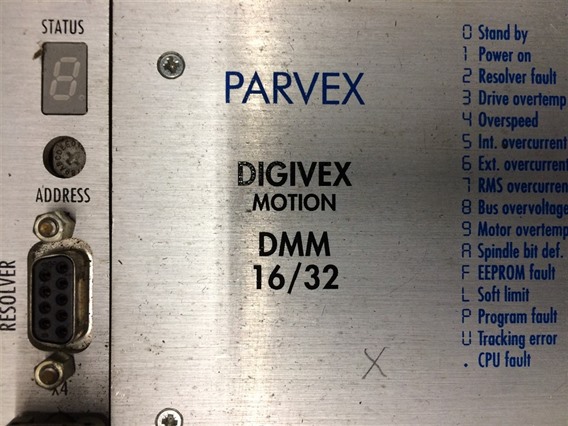 STATUS
ADDRESS
RESOLVER
X4
PARVEX
DIGIVEX
MOTION
DMM
16/32
X
0 Stand by
1 Power on
2 Resolver fault
3 Drive overtemp
4 Overspeed
5 Int. overcurrent
6 Ext. overcurrent
7 RMS overcurren
8 Bus overvoltage
9 Motor overtemp
A Spindle bit def.
F EEPROM fault
L Soft limit
P Program fault
U Tracking error
. CPU fault